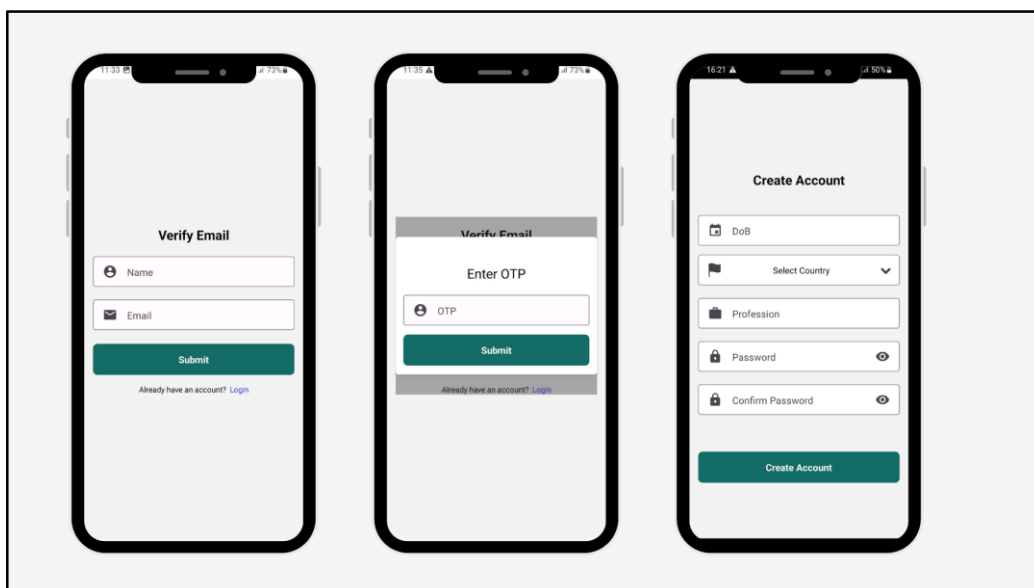 11:33
73%
Verify Email
Name
Email
Submit
Already have an account? Login
11:35
73%
Verify Email
Enter OTP
OTP
Submit
Already have an account? Login
16:21
50%
Create Account
DoB
Select Country
Profession
Password
Confirm Password
Create Account